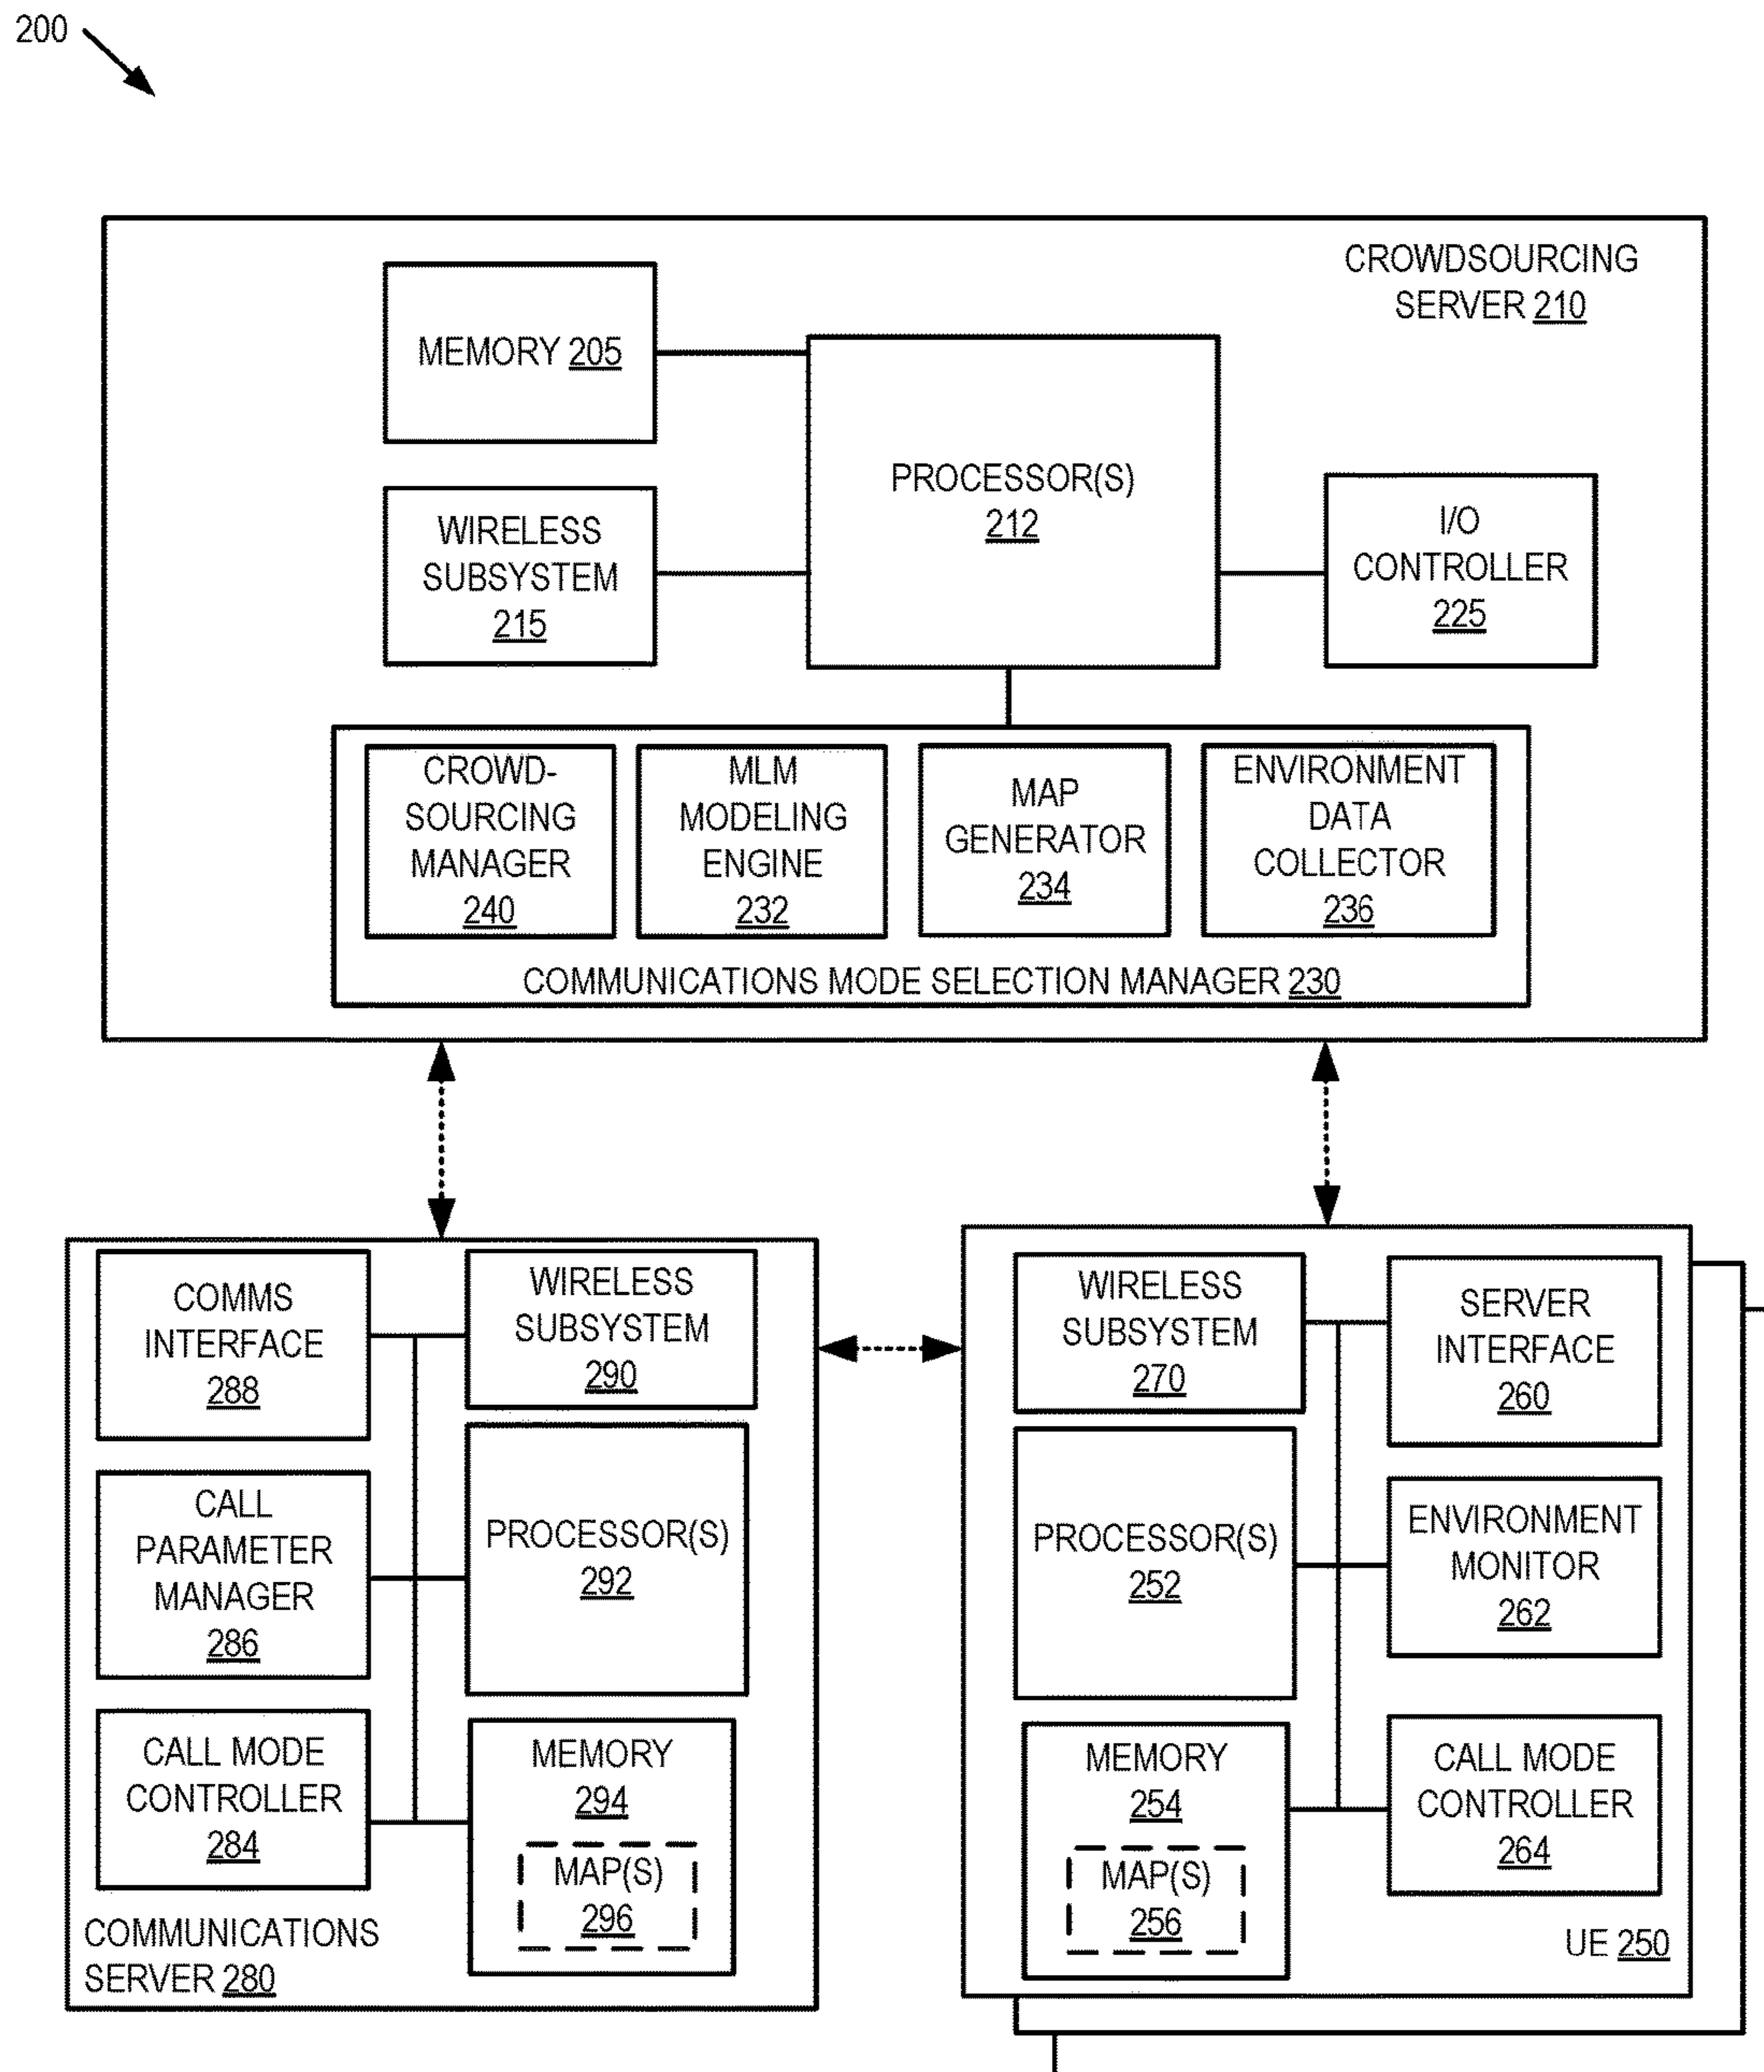 200
CROWDSOURCING
SERVER 210
MEMORY 205
PROCESSOR(S)
212
WIRELESS
SUBSYSTEM
215
I/O
CONTROLLER
225
CROWD-
SOURCING
MANAGER
240
MLM
MODELING
ENGINE
232
MAP
GENERATOR
234
ENVIRONMENT
DATA
COLLECTOR
236
COMMUNICATIONS MODE SELECTION MANAGER 230
COMMS
INTERFACE
288
WIRELESS
SUBSYSTEM
290
CALL
PARAMETER
MANAGER
286
PROCESSOR(S)
292
CALL MODE
CONTROLLER
284
MEMORY
294
MAP(S)
296
COMMUNICATIONS
SERVER 280
WIRELESS
SUBSYSTEM
270
SERVER
INTERFACE
260
PROCESSOR(S)
252
ENVIRONMENT
MONITOR
262
MEMORY
254
MAP(S)
256
CALL MODE
CONTROLLER
264
UE 250